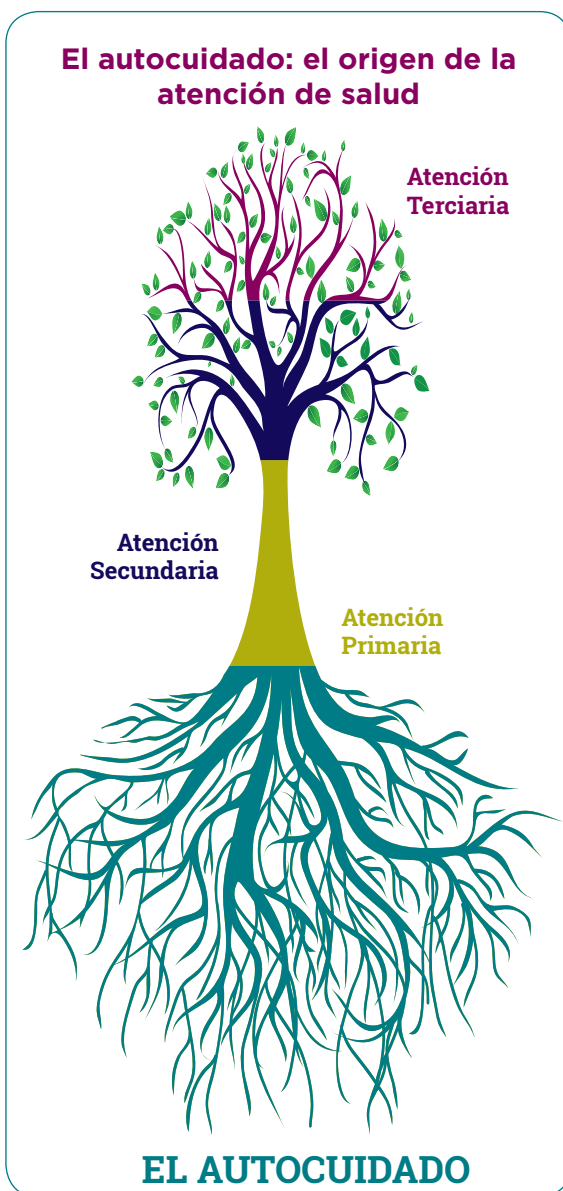 El autocuidado: el origen de la
atención de salud
Atención
Terciaria
Atención
Secundaria
Atención
Primaria
EL AUTOCUIDADO